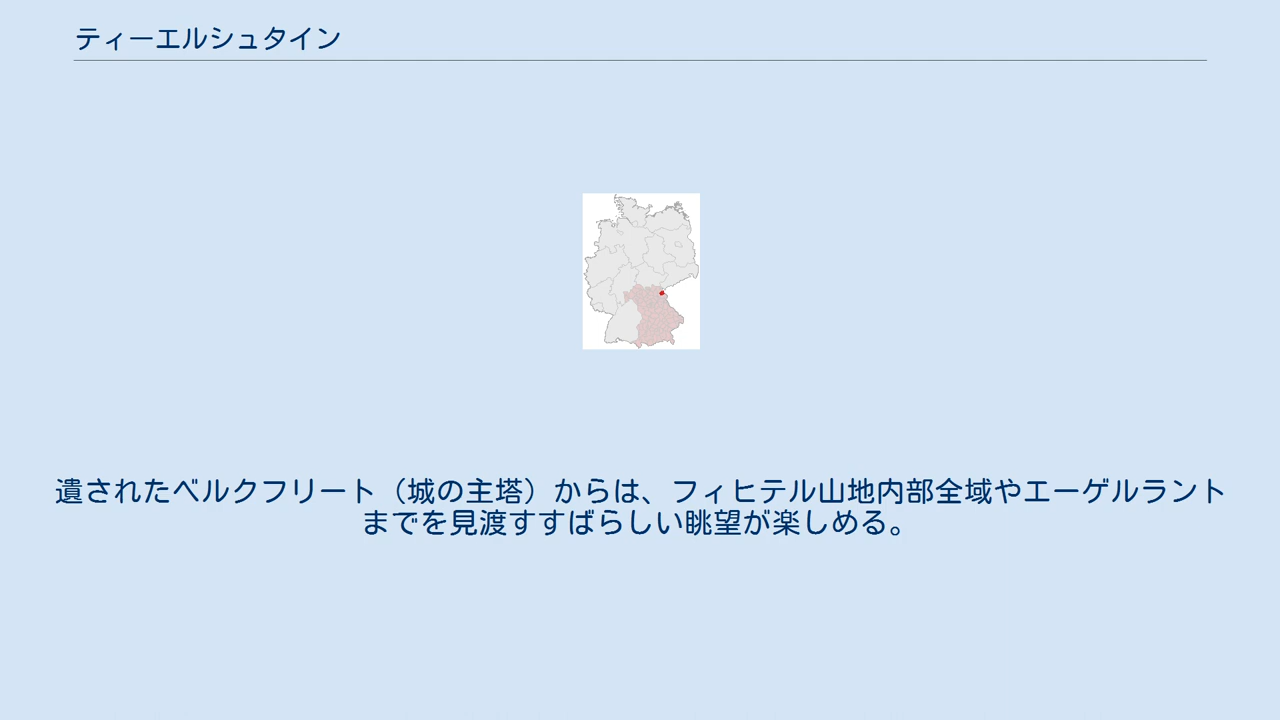 ティーエルシュタイン
遺されたベルクフリート（城の主塔）からは、フィヒテル山地内部全域やエーゲルラント
までを見渡すすばらしい眺望が楽しめる。